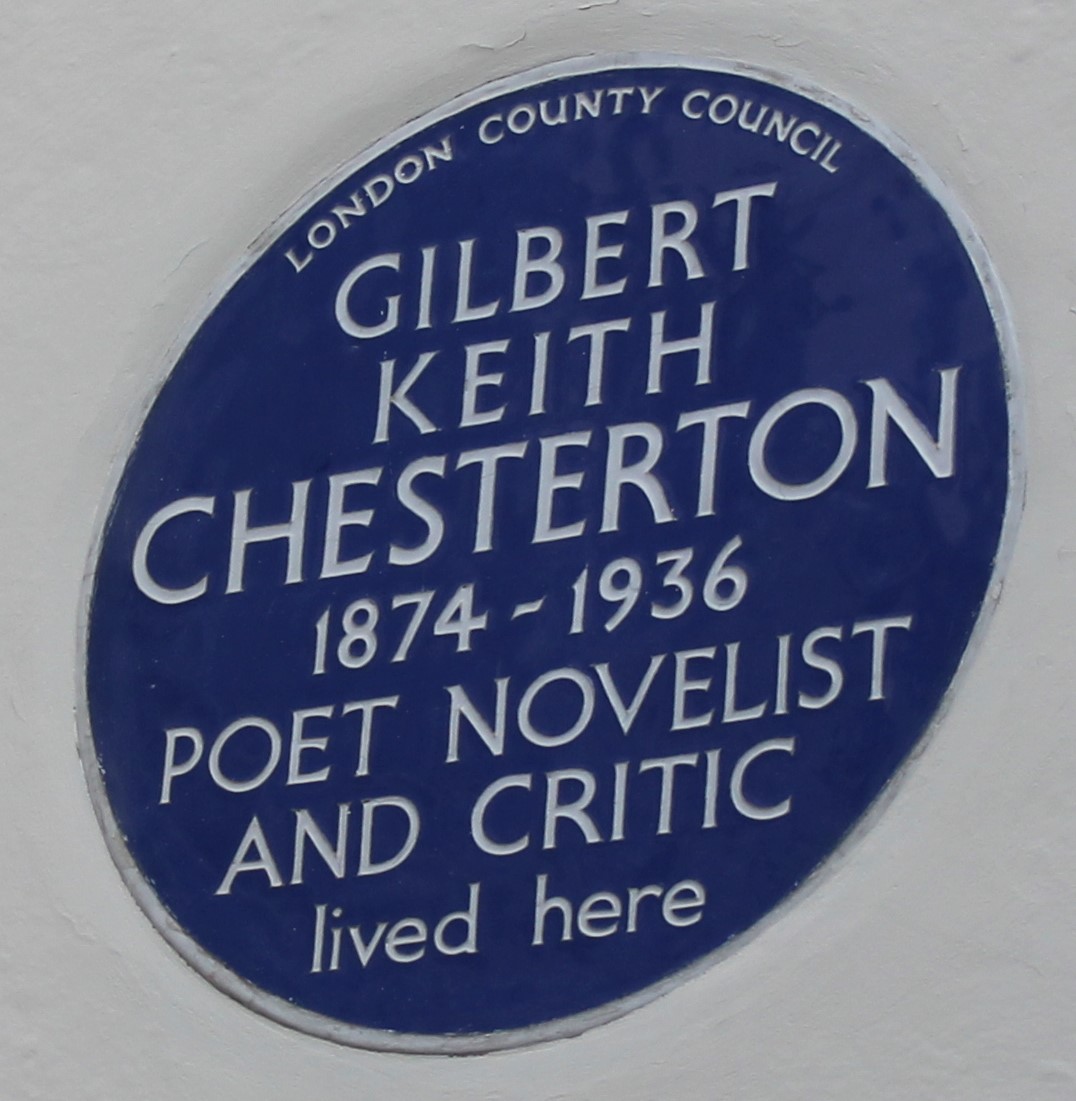 LONDON COUNTY COUNCIL
GILBERT
KEITH
CHESTERTON
1874 - 1936
POET NOVELIST
AND CRITIC
lived here